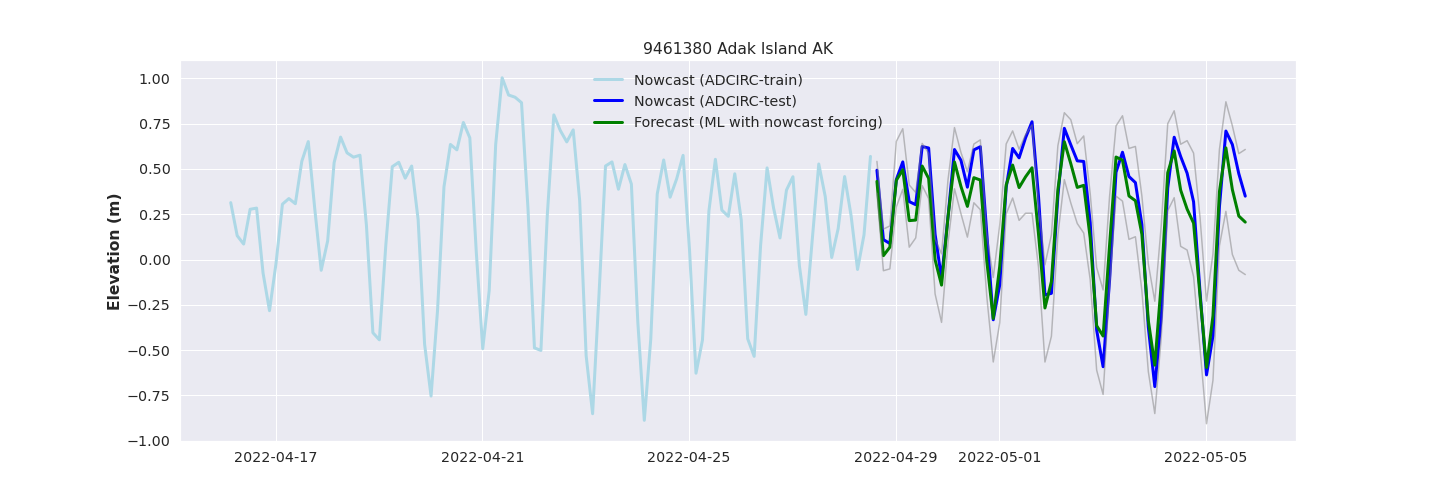 9461380 Adak Island AK
Nowcast (ADCIRC-train)
Nowcast (ADCIRC-test)
Forecast (ML with nowcast forcing)
Elevation (m)
1.00
0.75
0.50
0.25
0.00
−0.25
−0.50
−0.75
−1.00
2022-04-17 2022-04-21 2022-04-25 2022-04-29 2022-05-01 2022-05-05